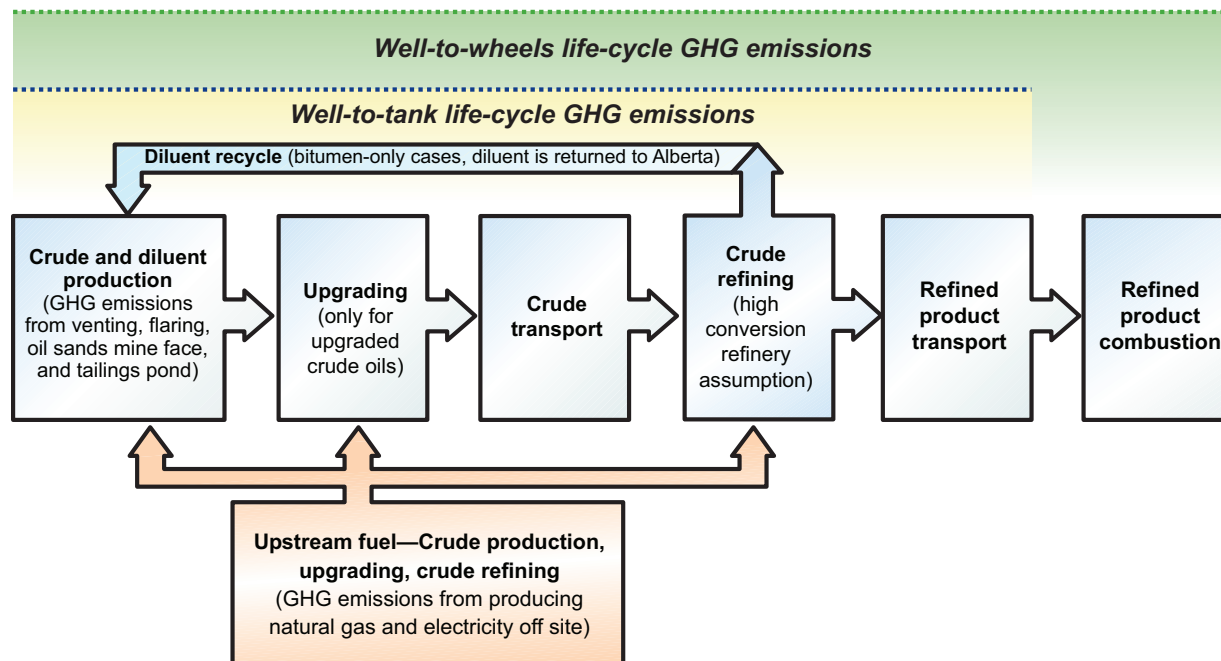 Well-to-wheels life-cycle GHG emissions
Well-to-tank life-cycle GHG emissions
Diluent recycle (bitumen-only cases, diluent is returned to Alberta)
Crude and diluent
production
(GHG emissions
from venting, flaring,
oil sands mine face,
and tailings pond)
Upgrading
(only for
upgraded
crude oils)
Crude
transport
Crude
refining
(high
conversion
refinery
assumption)
Refined
product
transport
Refined
product
combustion
Upstream fuel—Crude production,
upgrading, crude refining
(GHG emissions from producing
natural gas and electricity off site)